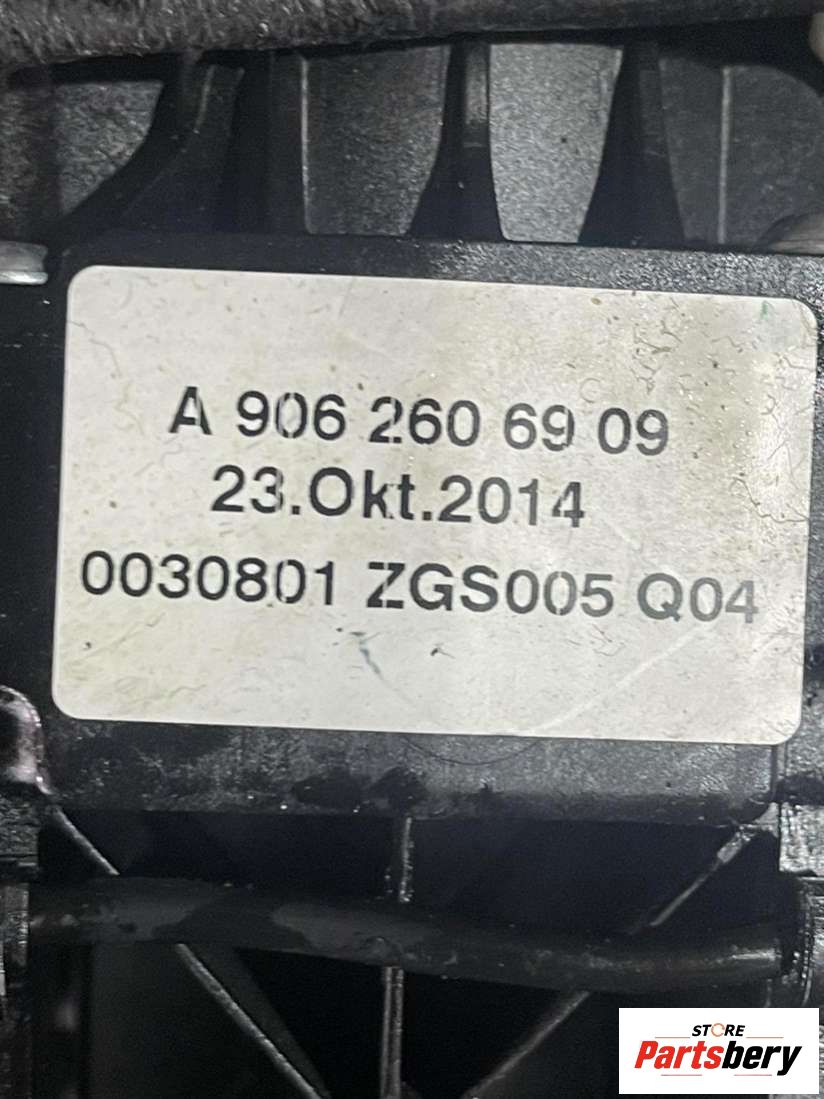 A 906 260 69 09
23.Okt.2014
0030801 ZGS005 Q04
STORE
Partsbery